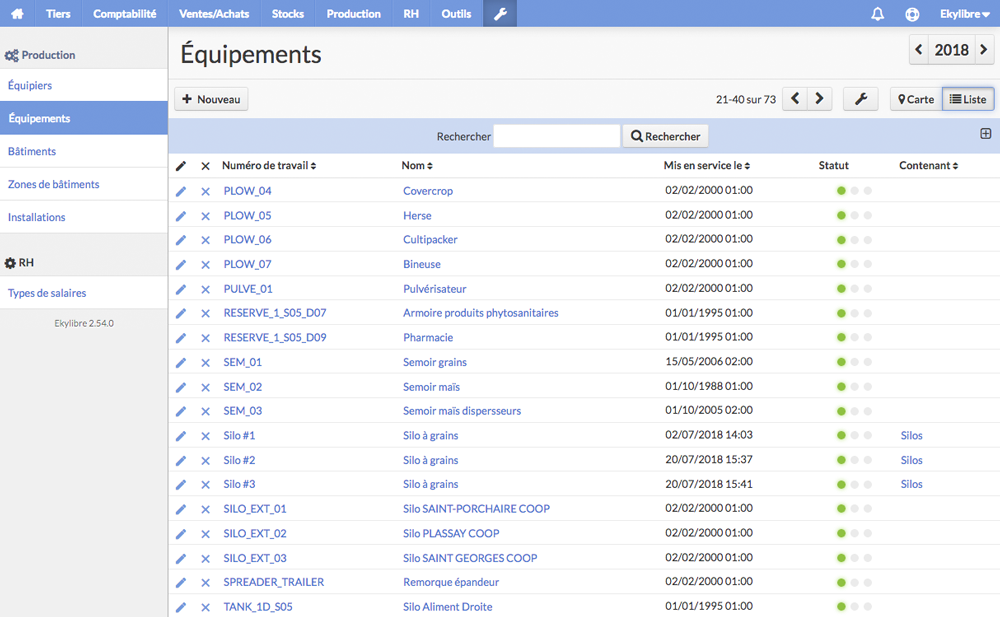 Tiers Comptabilité Ventes/Achats Stocks Production RH Outils Ekylibre
Production
Équipiers
Équipements
Bâtiments
Zones de bâtiments
Installations
RH
Types de salaires
Ekylibre 2.54.0
Équipements
2018
Nouveau 21-40 sur 73 Carte Liste
Rechercher Rechercher
Numéro de travail Nom Mis en service le Statut Contenant
PLOW_04 Covercrop 02/02/2000 01:00
PLOW_05 Herse 02/02/2000 01:00
PLOW_06 Cultipacker 02/02/2000 01:00
PLOW_07 Bineuse 02/02/2000 01:00
PULVE_01 Pulvérisateur 02/02/2000 01:00
RESERVE_1_S05_D07 Armoire produits phytosanitaires 01/01/1995 01:00
RESERVE_1_S05_D09 Pharmacie 01/01/1995 01:00
SEM_01 Semoir grains 15/05/2006 02:00
SEM_02 Semoir maïs 01/10/1988 01:00
SEM_03 Semoir maïs dispersseurs 01/10/2005 02:00
Silo #1 Silo à grains 02/07/2018 14:03 Silos
Silo #2 Silo à grains 20/07/2018 15:37 Silos
Silo #3 Silo à grains 20/07/2018 15:41 Silos
SILO_EXT_01 Silo SAINT-PORCHAIRE COOP 02/02/2000 01:00
SILO_EXT_02 Silo PLASSAY COOP 02/02/2000 01:00
SILO_EXT_03 Silo SAINT GEORGES COOP 02/02/2000 01:00
SPREADER_TRAILER Remorque épandeur 02/02/2000 01:00
TANK_1D_S05 Silo Aliment Droite 01/01/1995 01:00